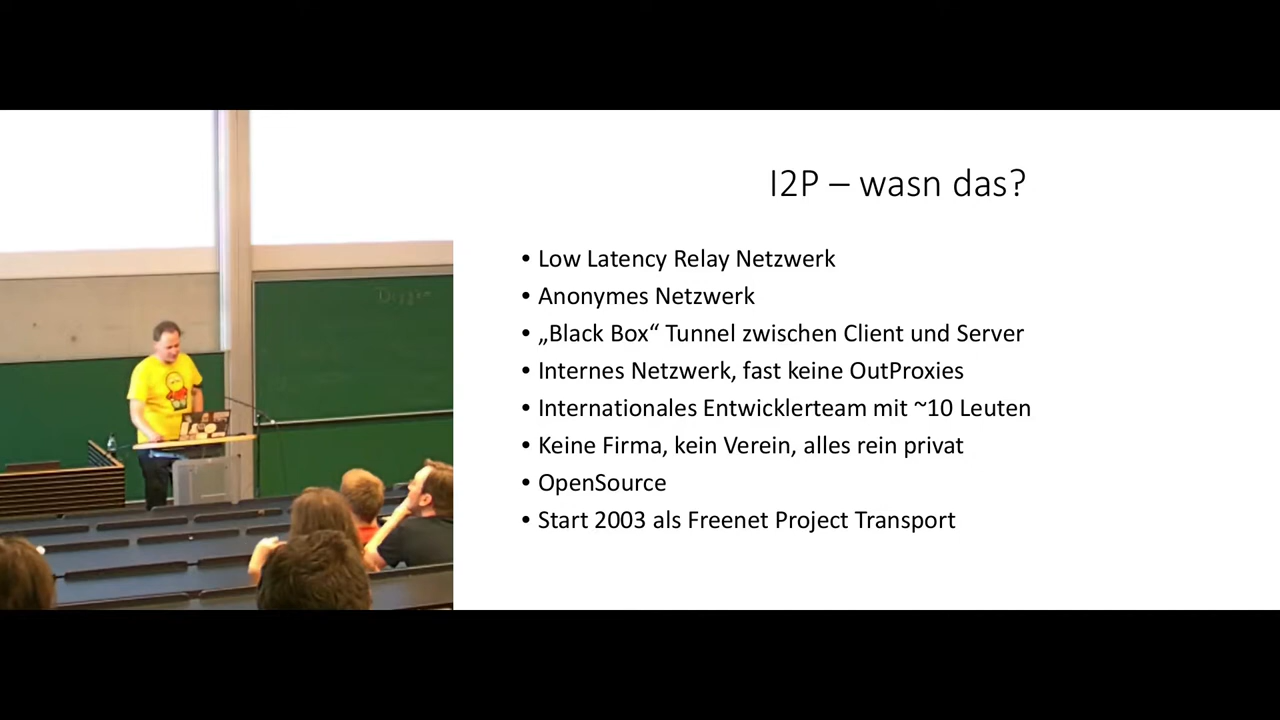 I2P – wasn das?
• Low Latency Relay Netzwerk
• Anonymes Netzwerk
• „Black Box“ Tunnel zwischen Client und Server
• Internes Netzwerk, fast keine OutProxies
• Internationales Entwicklerteam mit ~10 Leuten
• Keine Firma, kein Verein, alles rein privat
• OpenSource
• Start 2003 als Freenet Project Transport